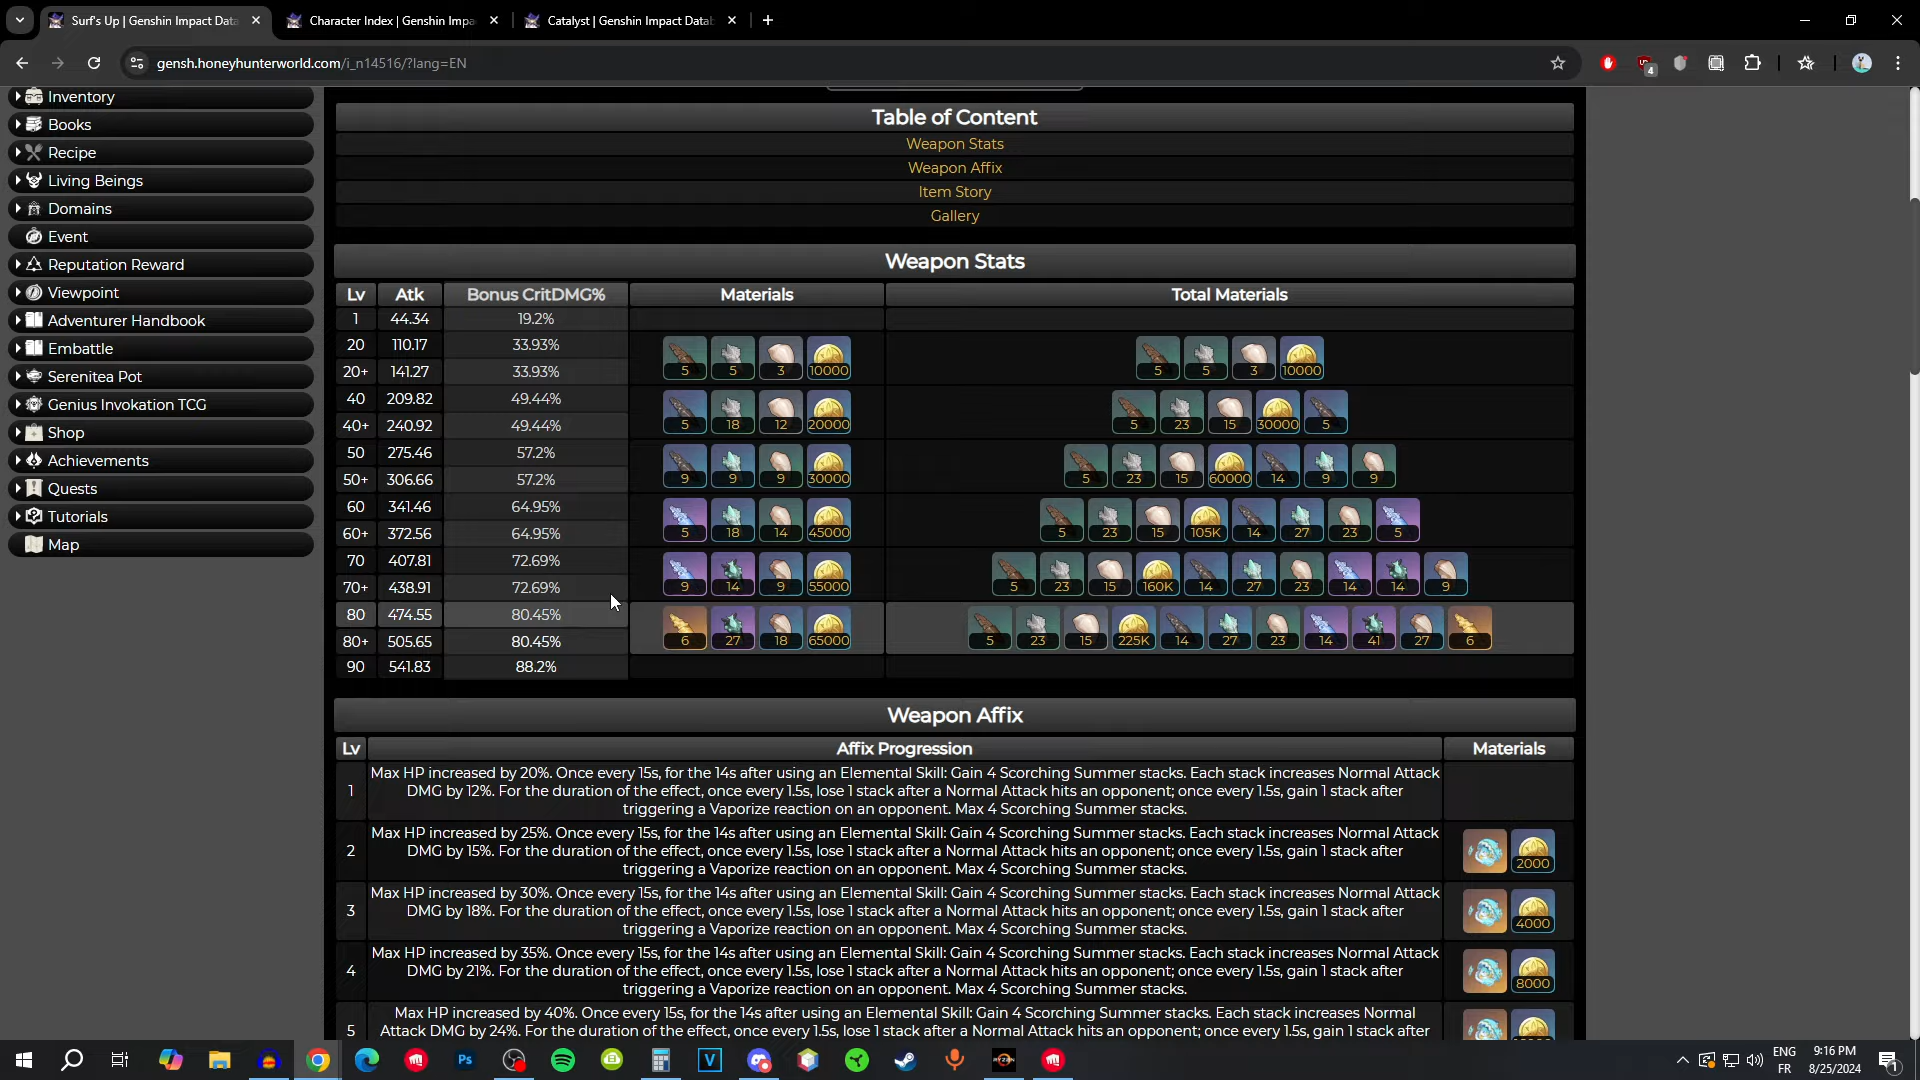 Surf's Up | Genshin Impact Data
Character Index | Genshin Impa
Catalyst | Genshin Impact Datab
gensh.honeyhunterworld.com/i_n14516/?lang=EN
4
Inventory
Books
Recipe
Living Beings
Domains
Event
Reputation Reward
Viewpoint
Adventurer Handbook
Embattle
Serenitea Pot
Genius Invokation TCG
Shop
Achievements
Quests
Tutorials
Map
Table of Content
Weapon Stats
Weapon Affix
Item Story
Gallery
Weapon Stats
Lv Atk Bonus CritDMG% Materials Total Materials
1 44.34 19.2%
20 110.17 33.93%
5 5 3 10000 5 5 3 10000
20+ 141.27 33.93%
40 209.82 49.44%
5 18 12 20000 5 23 15 30000 5
40+ 240.92 49.44%
50 275.46 57.2%
9 9 9 30000 5 23 15 60000 14 9 9
50+ 306.66 57.2%
60 341.46 64.95%
5 18 14 45000 5 23 15 105K 14 27 23 5
60+ 372.56 64.95%
70 407.81 72.69%
9 14 9 55000 5 23 15 160K 14 27 23 14 14 9
70+ 438.91 72.69%
80 474.55 80.45%
6 27 18 65000 5 23 15 225K 14 27 23 14 41 27 6
80+ 505.65 80.45%
90 541.83 88.2%
Weapon Affix
Lv Affix Progression Materials
Max HP increased by 20%. Once every 15s, for the 14s after using an Elemental Skill: Gain 4 Scorching Summer stacks. Each stack increases Normal Attack
1 DMG by 12%. For the duration of the effect, once every 1.5s, lose 1 stack after a Normal Attack hits an opponent; once every 1.5s, gain 1 stack after
triggering a Vaporize reaction on an opponent. Max 4 Scorching Summer stacks.
Max HP increased by 25%. Once every 15s, for the 14s after using an Elemental Skill: Gain 4 Scorching Summer stacks. Each stack increases Normal Attack
2 DMG by 15%. For the duration of the effect, once every 1.5s, lose 1 stack after a Normal Attack hits an opponent; once every 1.5s, gain 1 stack after 2000
triggering a Vaporize reaction on an opponent. Max 4 Scorching Summer stacks.
Max HP increased by 30%. Once every 15s, for the 14s after using an Elemental Skill: Gain 4 Scorching Summer stacks. Each stack increases Normal Attack
3 DMG by 18%. For the duration of the effect, once every 1.5s, lose 1 stack after a Normal Attack hits an opponent; once every 1.5s, gain 1 stack after 4000
triggering a Vaporize reaction on an opponent. Max 4 Scorching Summer stacks.
Max HP increased by 35%. Once every 15s, for the 14s after using an Elemental Skill: Gain 4 Scorching Summer stacks. Each stack increases Normal Attack
4 DMG by 21%. For the duration of the effect, once every 1.5s, lose 1 stack after a Normal Attack hits an opponent; once every 1.5s, gain 1 stack after 8000
triggering a Vaporize reaction on an opponent. Max 4 Scorching Summer stacks.
Max HP increased by 40%. Once every 15s, for the 14s after using an Elemental Skill: Gain 4 Scorching Summer stacks. Each stack increases Normal
5 Attack DMG by 24%. For the duration of the effect, once every 1.5s, lose 1 stack after a Normal Attack hits an opponent; once every 1.5s, gain 1 stack after
Ps
V
RYZEN
ENG
FR
9:16 PM
8/25/2024
1